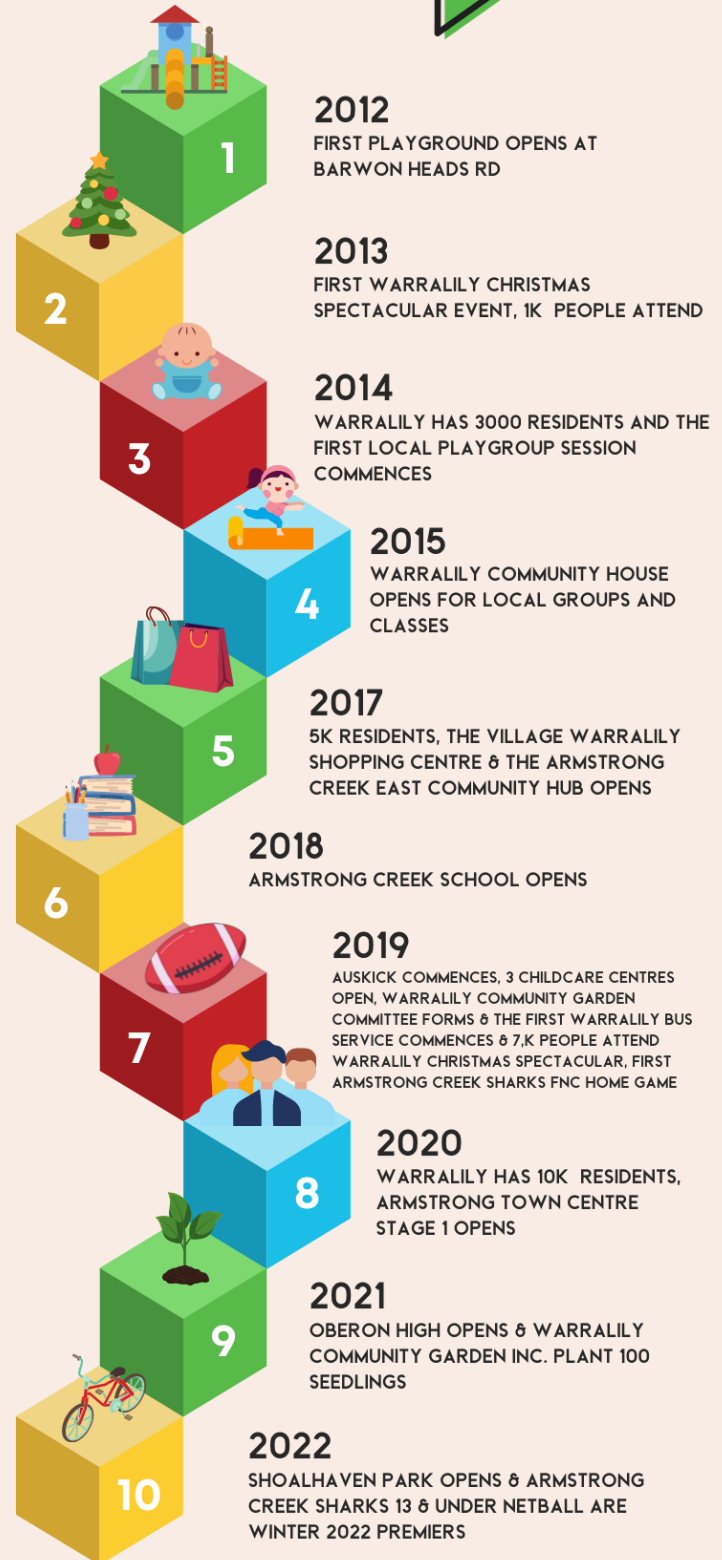 1
2012
FIRST PLAYGROUND OPENS AT
BARWON HEADS RD
2
2013
FIRST WARRALILY CHRISTMAS
SPECTACULAR EVENT, 1K PEOPLE ATTEND
3
2014
WARRALILY HAS 3000 RESIDENTS AND THE
FIRST LOCAL PLAYGROUP SESSION
COMMENCES
4
2015
WARRALILY COMMUNITY HOUSE
OPENS FOR LOCAL GROUPS AND
CLASSES
5
2017
5K RESIDENTS, THE VILLAGE WARRALILY
SHOPPING CENTRE & THE ARMSTRONG
CREEK EAST COMMUNITY HUB OPENS
6
2018
ARMSTRONG CREEK SCHOOL OPENS
7
2019
AUSKICK COMMENCES, 3 CHILDCARE CENTRES
OPEN, WARRALILY COMMUNITY GARDEN
COMMITTEE FORMS & THE FIRST WARRALILY BUS
SERVICE COMMENCES & 7,K PEOPLE ATTEND
WARRALILY CHRISTMAS SPECTACULAR, FIRST
ARMSTRONG CREEK SHARKS FNC HOME GAME
8
2020
WARRALILY HAS 10K RESIDENTS,
ARMSTRONG TOWN CENTRE
STAGE 1 OPENS
9
2021
OBERON HIGH OPENS & WARRALILY
COMMUNITY GARDEN INC. PLANT 100
SEEDLINGS
10
2022
SHOALHAVEN PARK OPENS & ARMSTRONG
CREEK SHARKS 13 & UNDER NETBALL ARE
WINTER 2022 PREMIERS